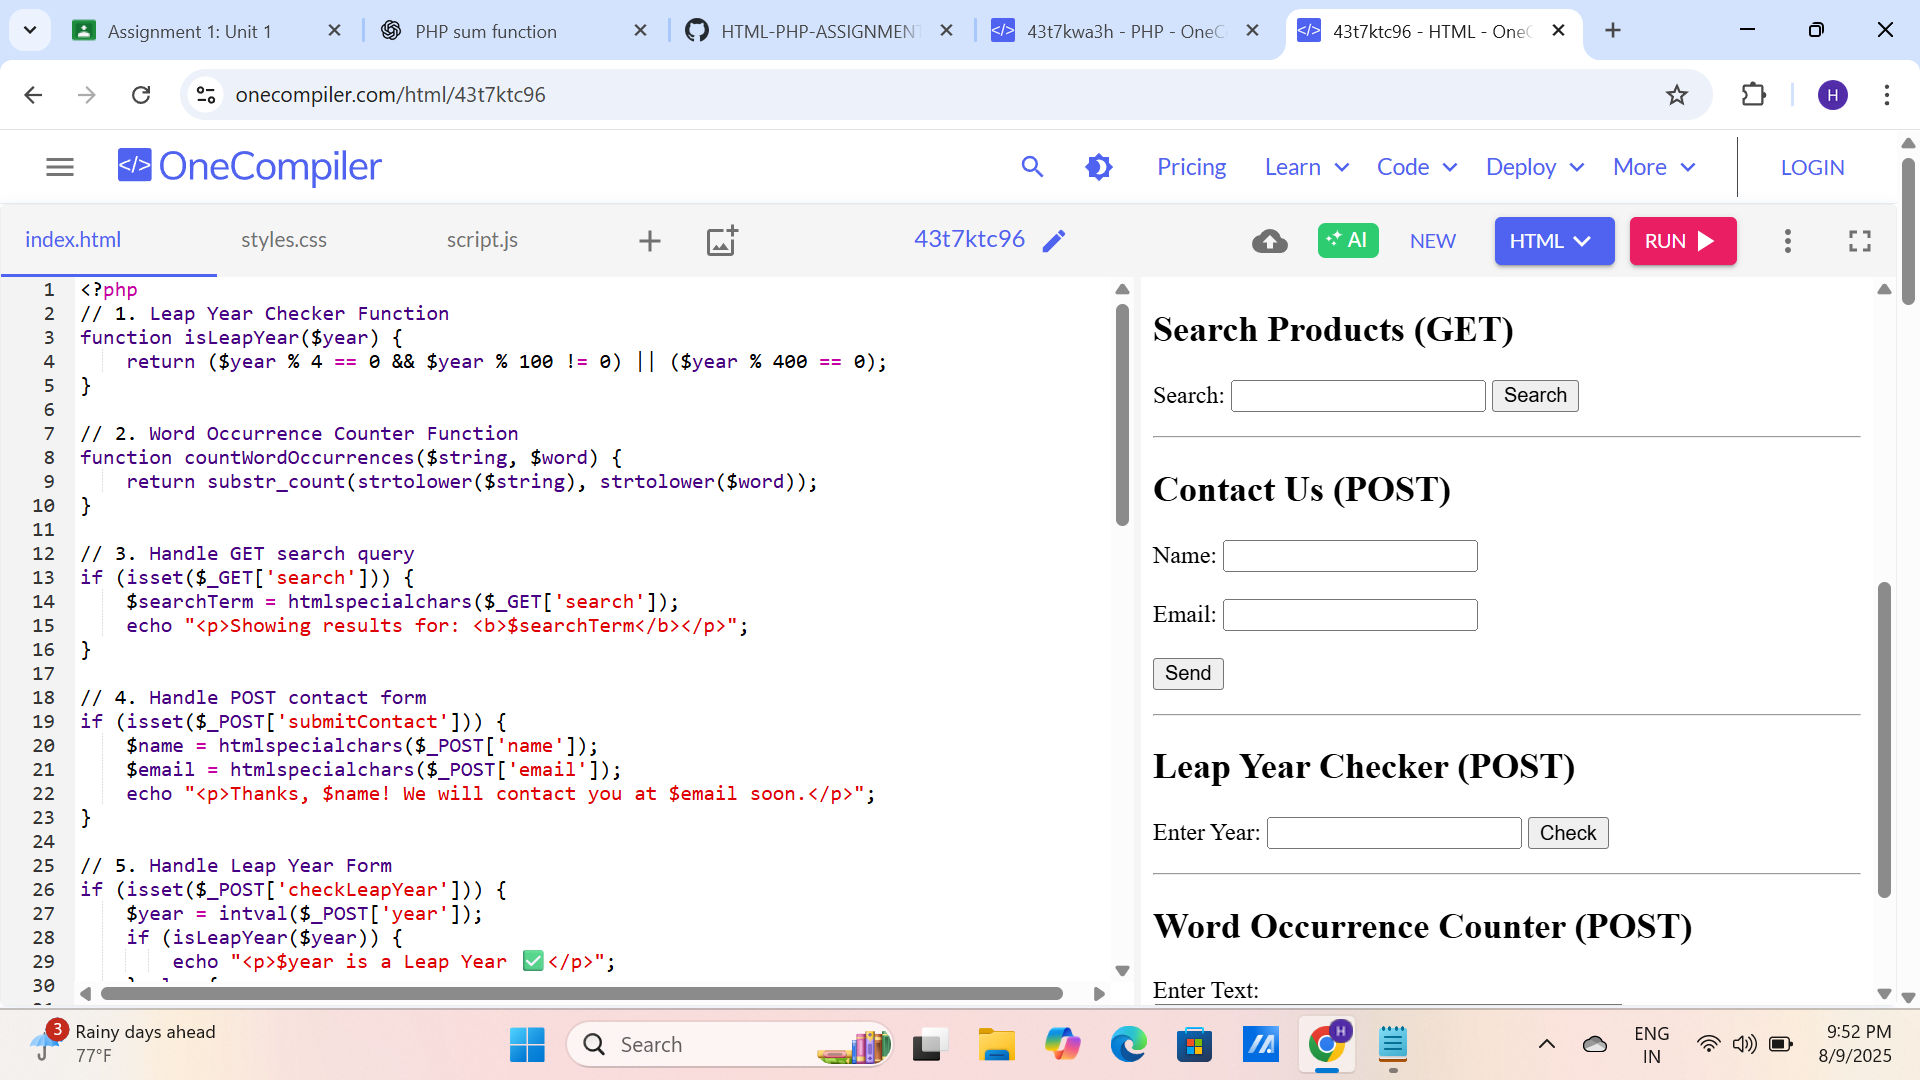 Assignment 1: Unit 1
PHP sum function
HTML-PHP-ASSIGNMENT
43t7kwa3h - PHP - OneC
43t7ktc96 - HTML - OneC
onecompiler.com/html/43t7ktc96
H
</> OneCompiler
Pricing
Learn
Code
Deploy
More
LOGIN
index.html
styles.css
script.js
43t7ktc96
AI
NEW
HTML
RUN
1 <?php
2 // 1. Leap Year Checker Function
3 function isLeapYear($year) {
4     return ($year % 4 == 0 && $year % 100 != 0) || ($year % 400 == 0);
5 }
6
7 // 2. Word Occurrence Counter Function
8 function countWordOccurrences($string, $word) {
9     return substr_count(strtolower($string), strtolower($word));
10 }
11
12 // 3. Handle GET search query
13 if (isset($_GET['search'])) {
14     $searchTerm = htmlspecialchars($_GET['search']);
15     echo "<p>Showing results for: <b>$searchTerm</b></p>";
16 }
17
18 // 4. Handle POST contact form
19 if (isset($_POST['submitContact'])) {
20     $name = htmlspecialchars($_POST['name']);
21     $email = htmlspecialchars($_POST['email']);
22     echo "<p>Thanks, $name! We will contact you at $email soon.</p>";
23 }
24
25 // 5. Handle Leap Year Form
26 if (isset($_POST['checkLeapYear'])) {
27     $year = intval($_POST['year']);
28     if (isLeapYear($year)) {
29         echo "<p>$year is a Leap Year ✅</p>";
30
Search Products (GET)
Search:
Search
Contact Us (POST)
Name:
Email:
Send
Leap Year Checker (POST)
Enter Year:
Check
Word Occurrence Counter (POST)
Enter Text:
3
Rainy days ahead
77°F
Search
H
ENG
IN
9:52 PM
8/9/2025